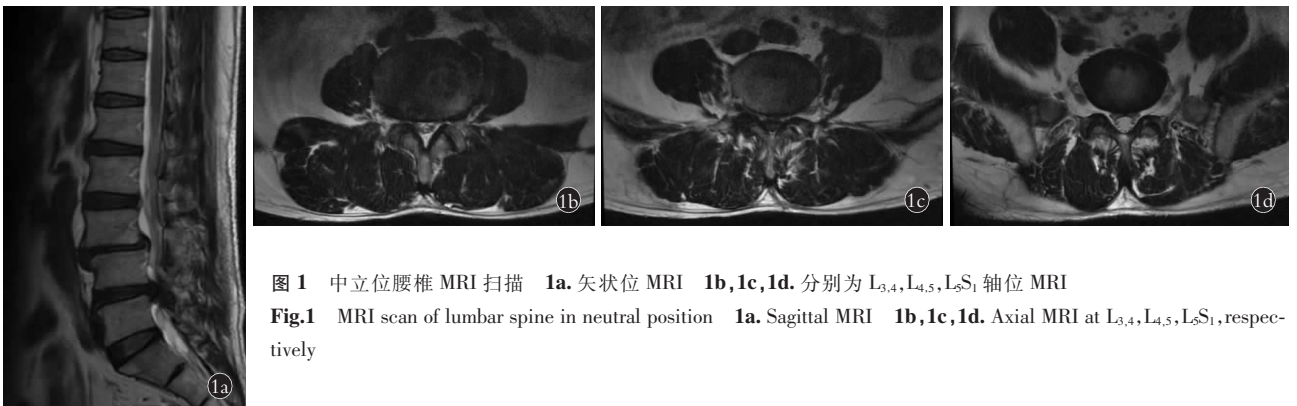 1a
1b
1c
1d
图 1 中立位腰椎 MRI 扫描 1a. 矢状位 MRI 1b,1c,1d. 分别为 L3,4,L4,5,L5S1 轴位 MRI
Fig.1 MRI scan of lumbar spine in neutral position 1a. Sagittal MRI 1b,1c,1d. Axial MRI at L3,4,L4,5,L5S1,respec-
tively